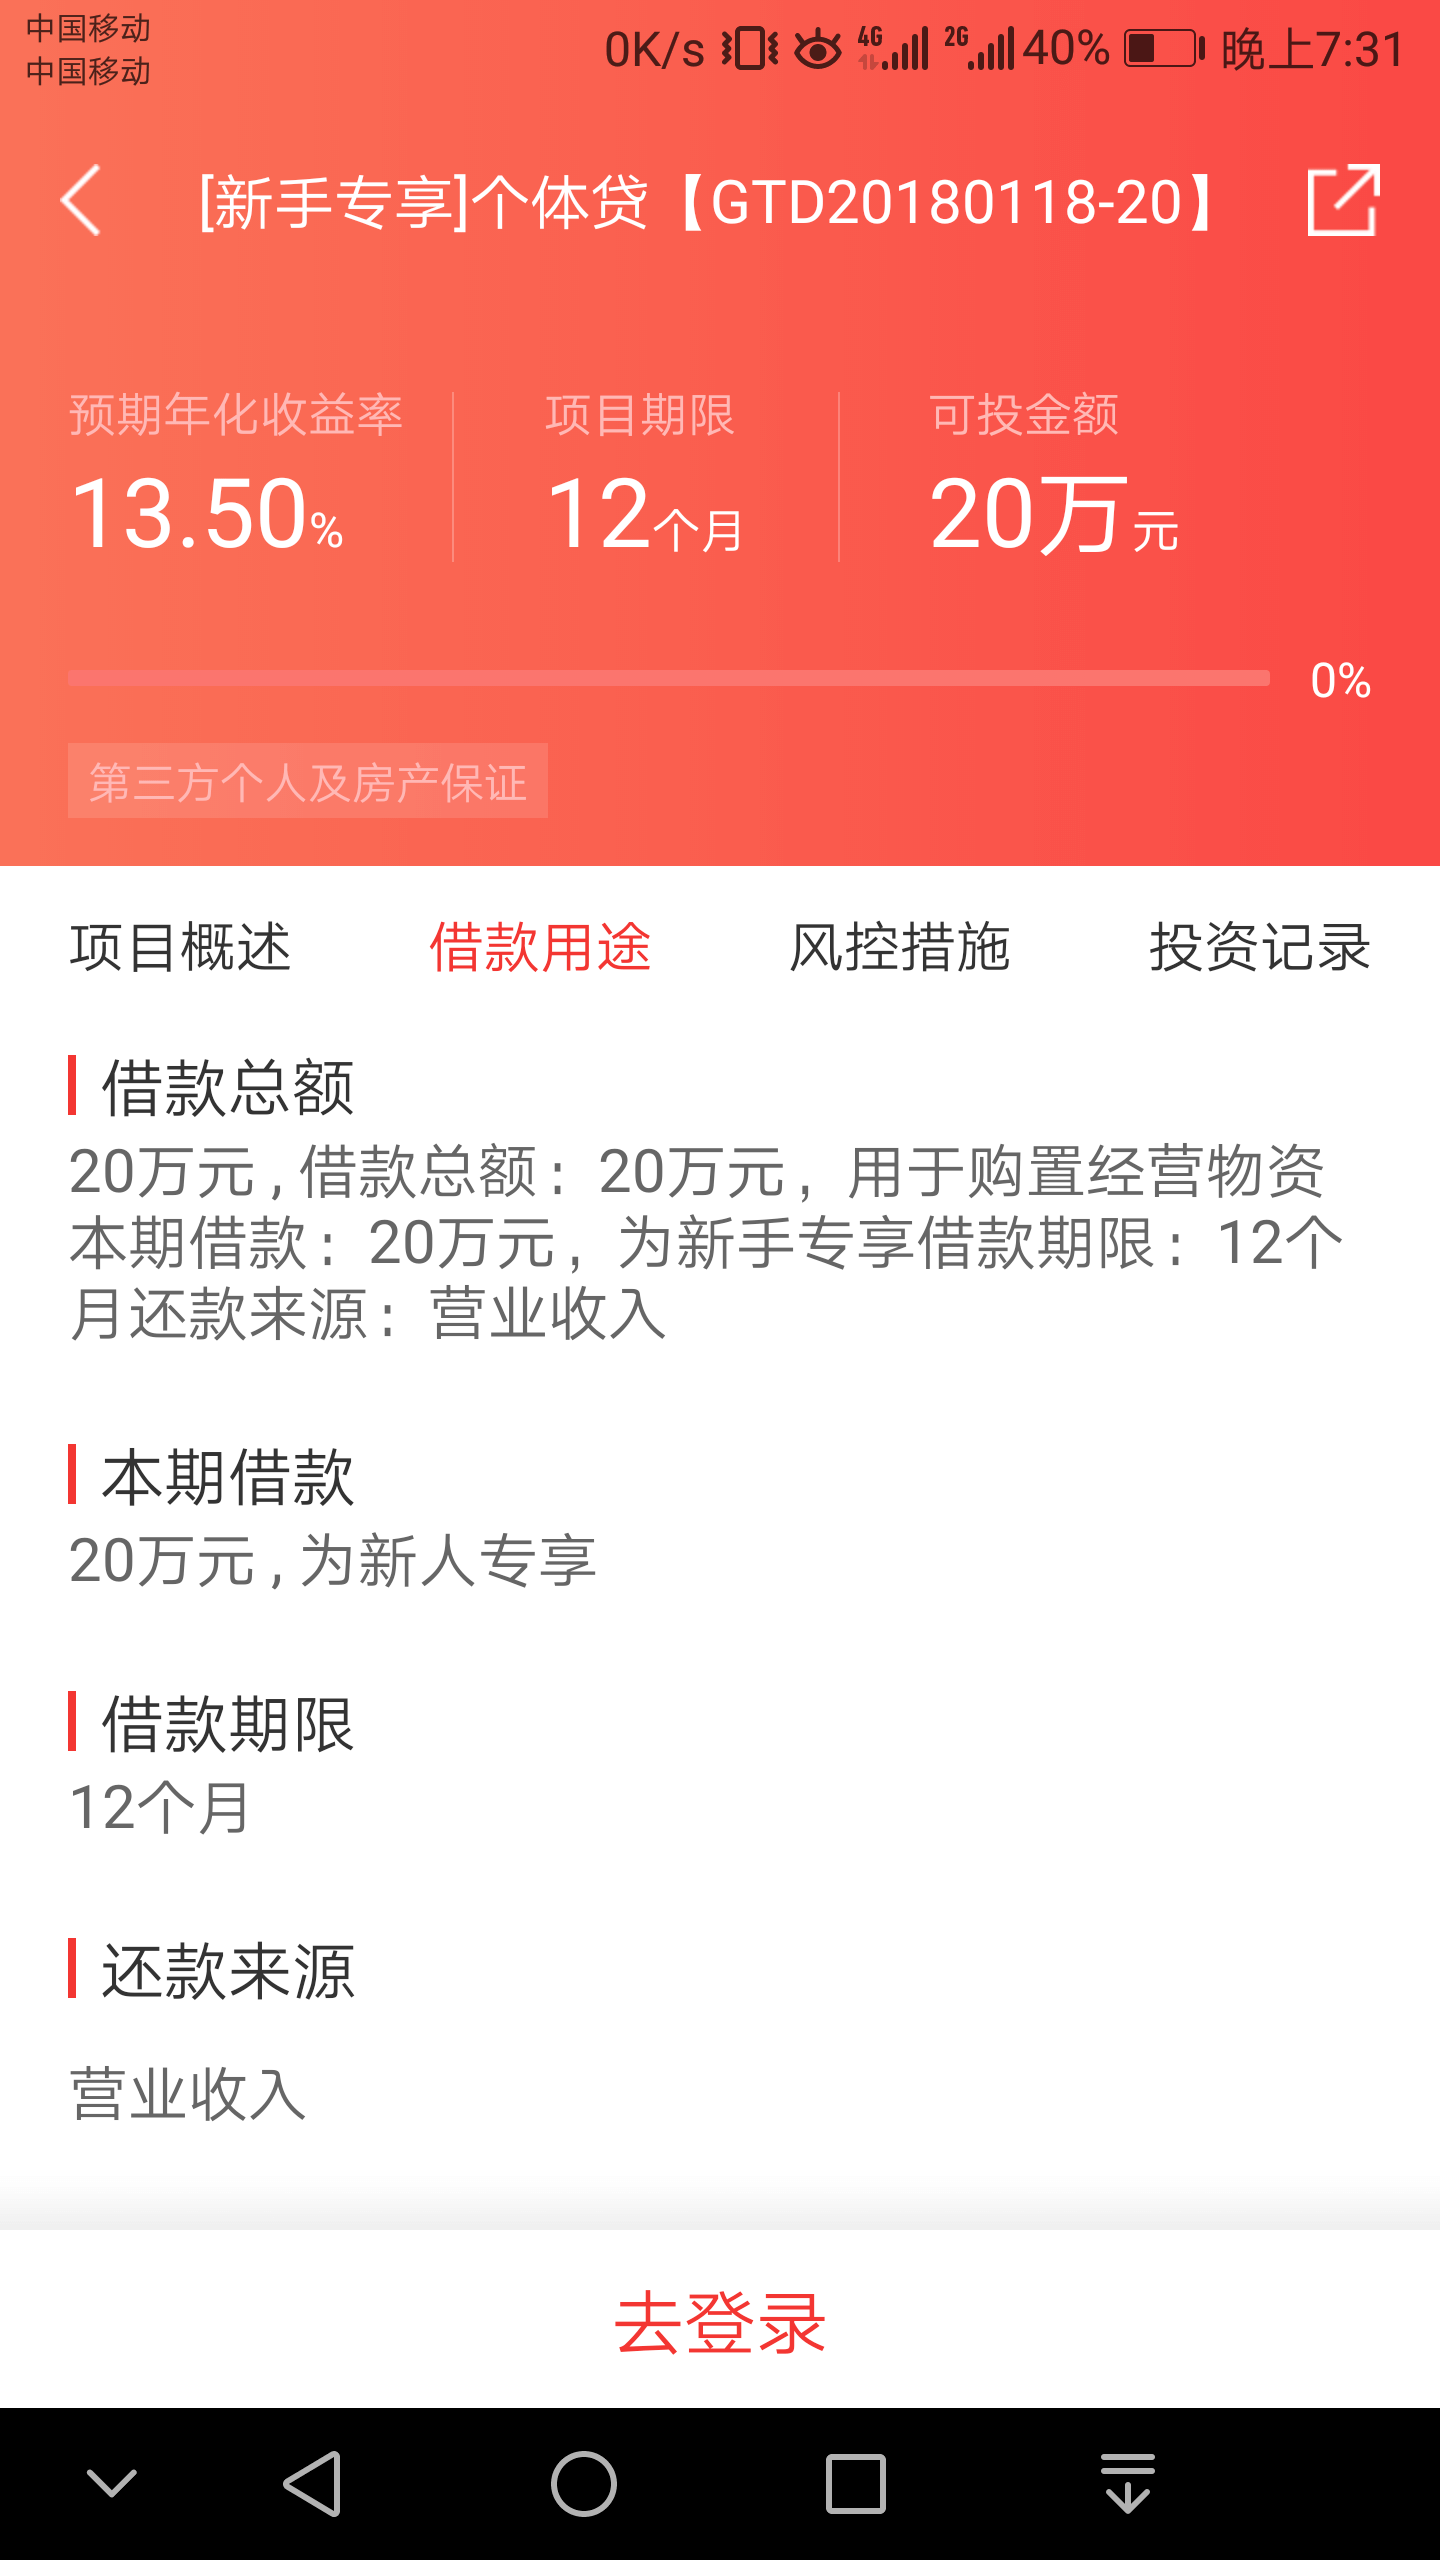 中国移动
中国移动
0K/s 4G 2G 40% 晚上7:31
[新手专享]个体贷【GTD20180118-20】
预期年化收益率 项目期限 可投金额
13.50% 12个月 20万元
0%
第三方个人及房产保证
项目概述 借款用途 风控措施 投资记录
借款总额
20万元 , 借款总额：20万元，用于购置经营物资
本期借款：20万元，为新手专享借款期限：12个
月还款来源：营业收入
本期借款
20万元 , 为新人专享
借款期限
12个月
还款来源
营业收入
去登录